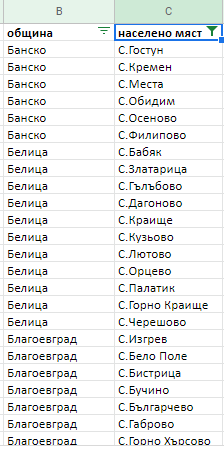 B C
община населено мяст
Банско С.Гостун
Банско С.Кремен
Банско С.Места
Банско С.Обидим
Банско С.Осеново
Банско С.Филипово
Белица С.Бабяк
Белица С.Златарица
Белица С.Гълъбово
Белица С.Дагоново
Белица С.Краище
Белица С.Кузьово
Белица С.Лютово
Белица С.Орцево
Белица С.Палатик
Белица С.Горно Краище
Белица С.Черешово
Благоевград С.Изгрев
Благоевград С.Бело Поле
Благоевград С.Бистрица
Благоевград С.Бучино
Благоевград С.Българчево
Благоевград С.Габрово
Благоевград С.Горно Хърсово